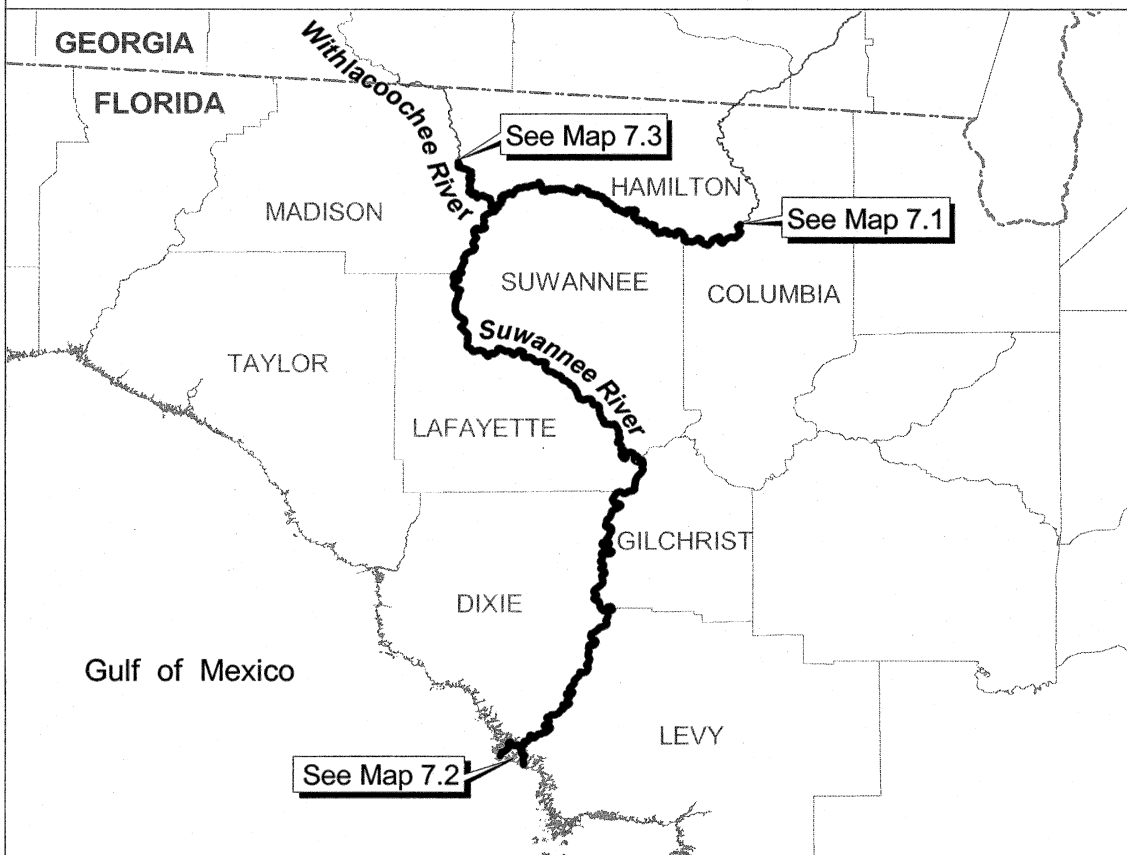 GEORGIA
FLORIDA
Withlacoochee River
See Map 7.3
HAMILTON
MADISON
See Map 7.1
SUWANNEE
COLUMBIA
Suwannee River
TAYLOR
LAFAYETTE
GILCHRIST
DIXIE
Gulf of Mexico
LEVY
See Map 7.2